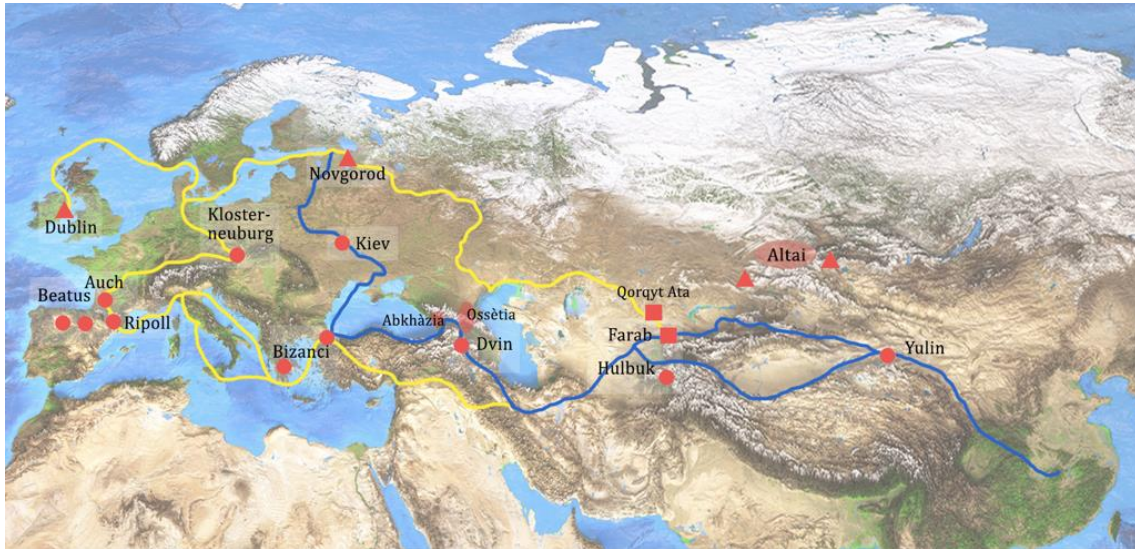 Novgorod
Dublin
Kloster-
neuburg
Kiev
Altai
Auch
Qorqyt Ata
Beatus
Ripoll
Abkhàzia
Ossètia
Farab
Dvin
Yulin
Bizanci
Hulbuk